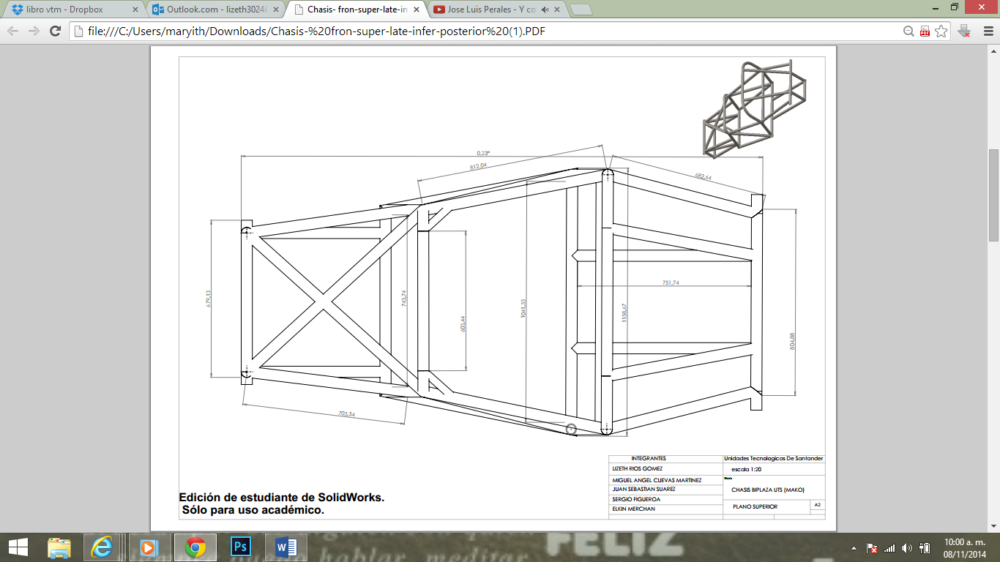 libro vtm - Dropbox
Outlook.com - lizeth3024@
Chasis- fron-super-late-in
Jose Luis Perales - Y co
file:///C:/Users/maryith/Downloads/Chasis-%20fron-super-late-infer-posterior%20(1).PDF
0,23°
812,04
682,64
679,13
743,74
603,44
1041,33
1158,67
751,74
804,88
703,54
INTEGRANTES
Unidades Tecnologicas De Santander
LIZETH RIOS GOMEZ
escala 1:20
MIGUEL ANGEL CUEVAS MARTINEZ
JUAN SEBASTIAN SUAREZ
CHASIS BIPLAZA UTS (MAKO)
SERGIO FIGUEROA
ELKIN MERCHAN
PLANO SUPERIOR
A2
Edición de estudiante de SolidWorks.
Sólo para uso académico.
Ps
W
FELIZ
10:00 a. m.
08/11/2014